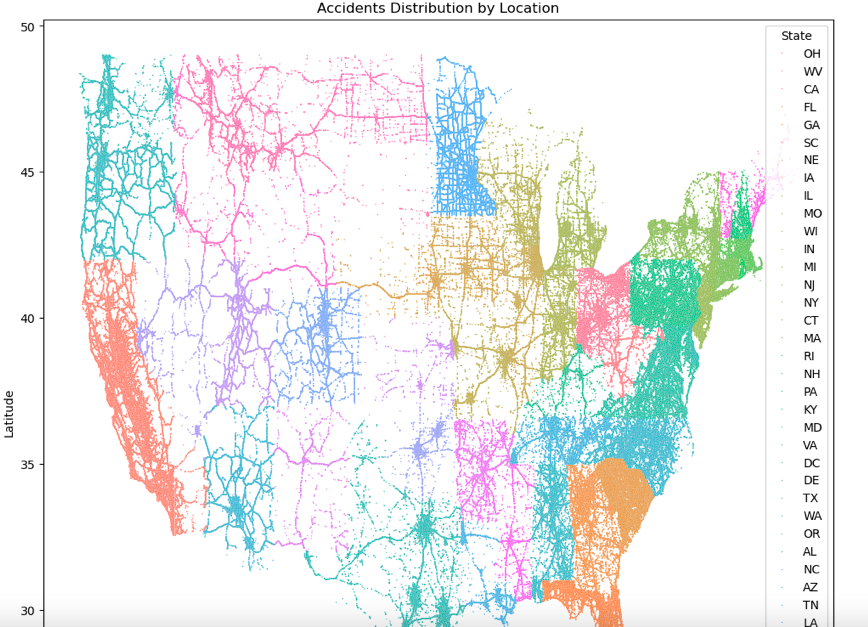 Accidents Distribution by Location
50
45
40
35
30
Latitude
State
OH
WV
CA
FL
GA
SC
NE
IA
IL
MO
WI
IN
MI
NJ
NY
CT
MA
RI
NH
PA
KY
MD
VA
DC
DE
TX
WA
OR
AL
NC
AZ
TN
LA